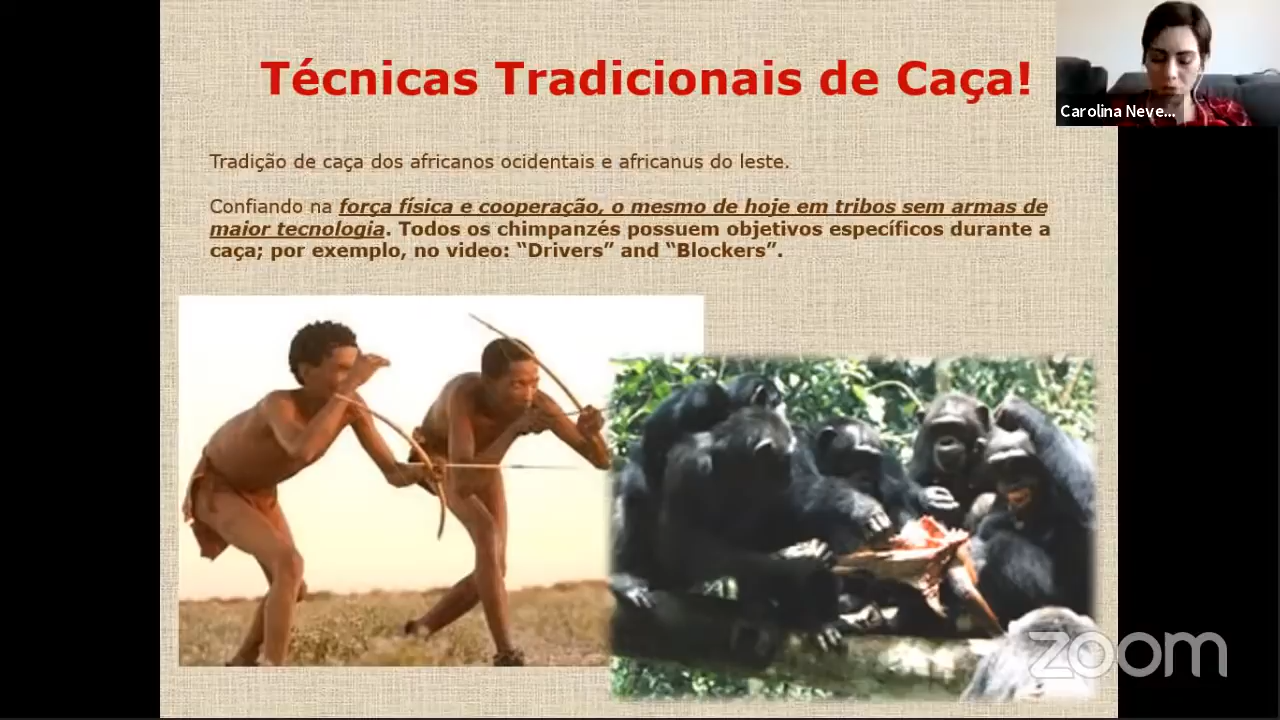 Técnicas Tradicionais de Caça!
Carolina Neve...
Tradição de caça dos africanos ocidentais e africanus do leste.
Confiando na força física e cooperação, o mesmo de hoje em tribos sem armas de
maior tecnologia. Todos os chimpanzés possuem objetivos específicos durante a
caça; por exemplo, no video: “Drivers” and “Blockers”.
zoom